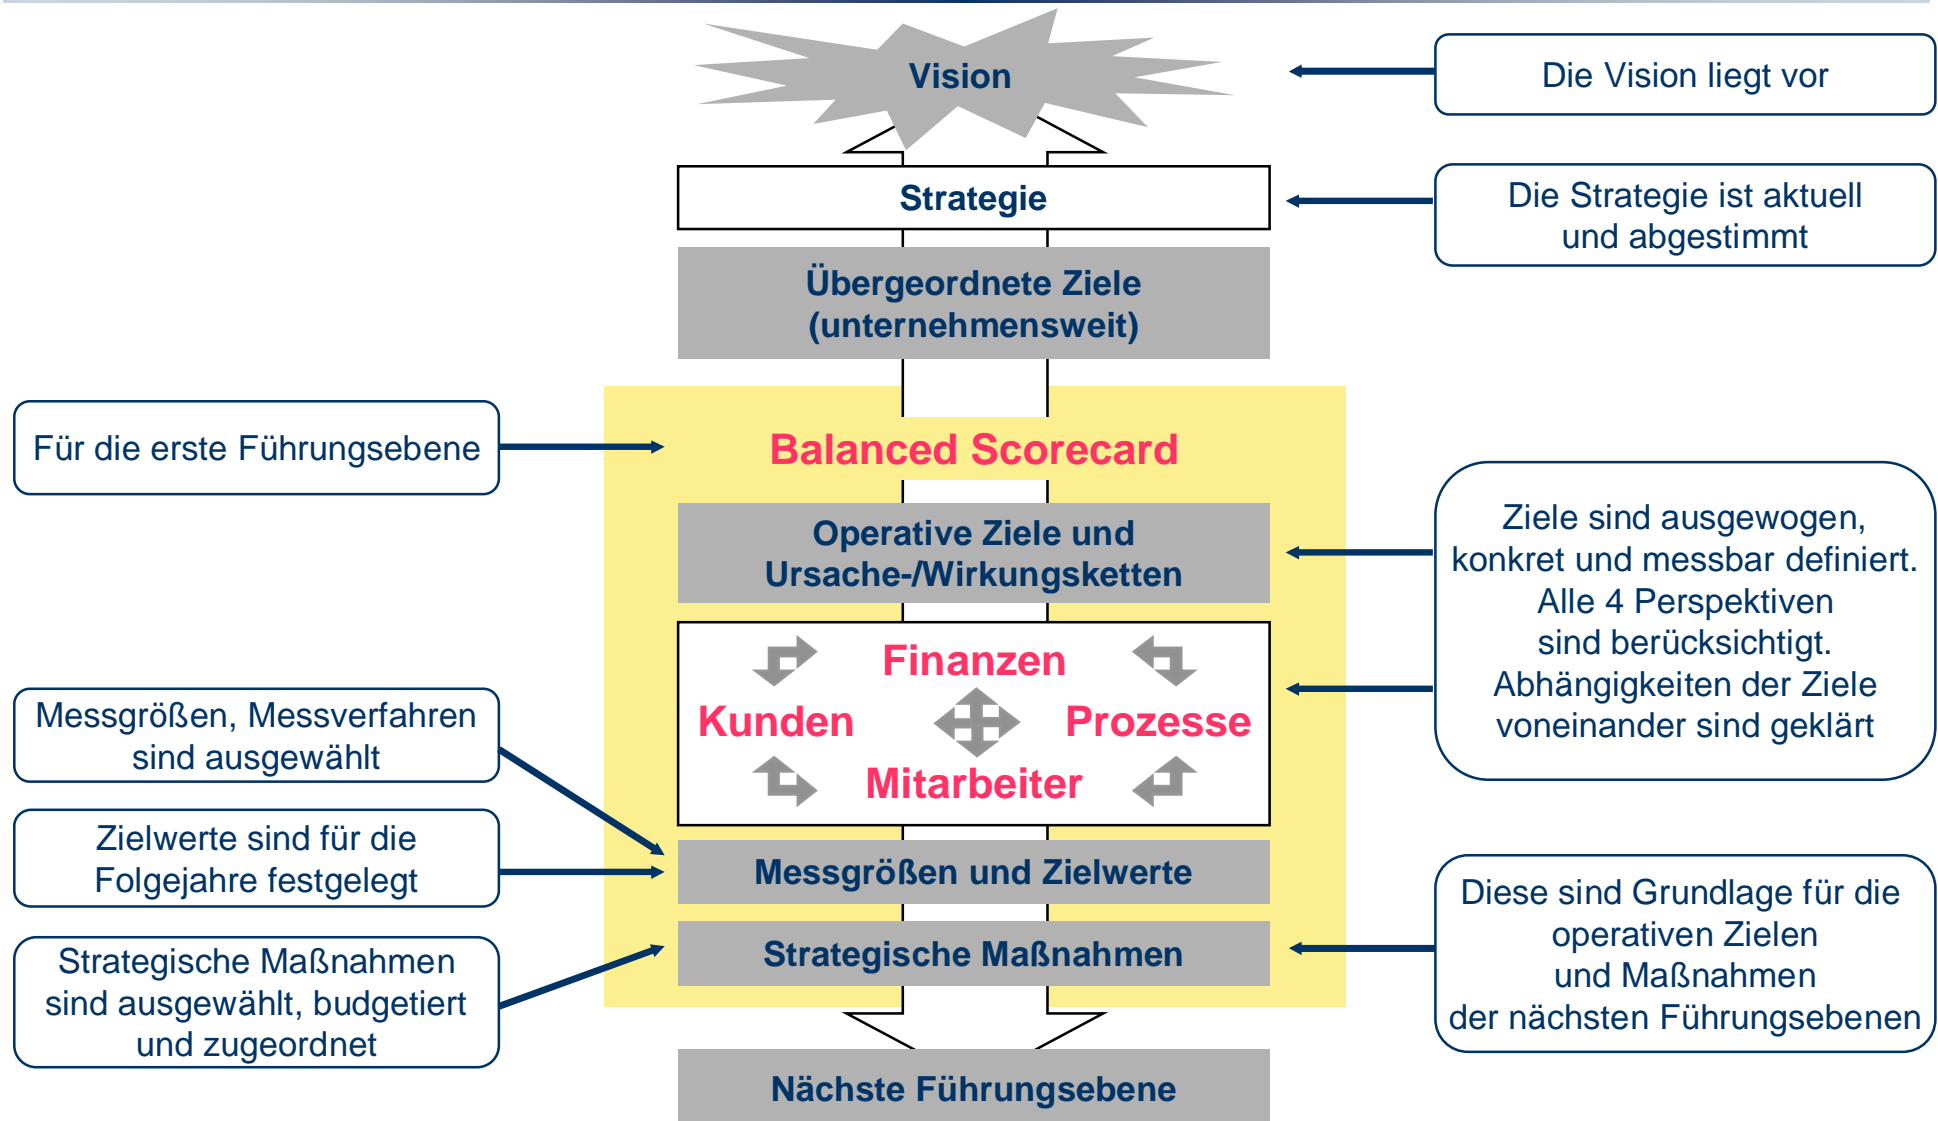 Vision
Die Vision liegt vor
Strategie
Die Strategie ist aktuell
und abgestimmt
Übergeordnete Ziele
(unternehmensweit)
Für die erste Führungsebene
Balanced Scorecard
Operative Ziele und
Ursache-/Wirkungsketten
Ziele sind ausgewogen,
konkret und messbar definiert.
Alle 4 Perspektiven
sind berücksichtigt.
Abhängigkeiten der Ziele
voneinander sind geklärt
Finanzen
Kunden
Prozesse
Mitarbeiter
Messgrößen, Messverfahren
sind ausgewählt
Zielwerte sind für die
Folgejahre festgelegt
Messgrößen und Zielwerte
Strategische Maßnahmen
sind ausgewählt, budgetiert
und zugeordnet
Strategische Maßnahmen
Diese sind Grundlage für die
operativen Zielen
und Maßnahmen
der nächsten Führungsebenen
Nächste Führungsebene